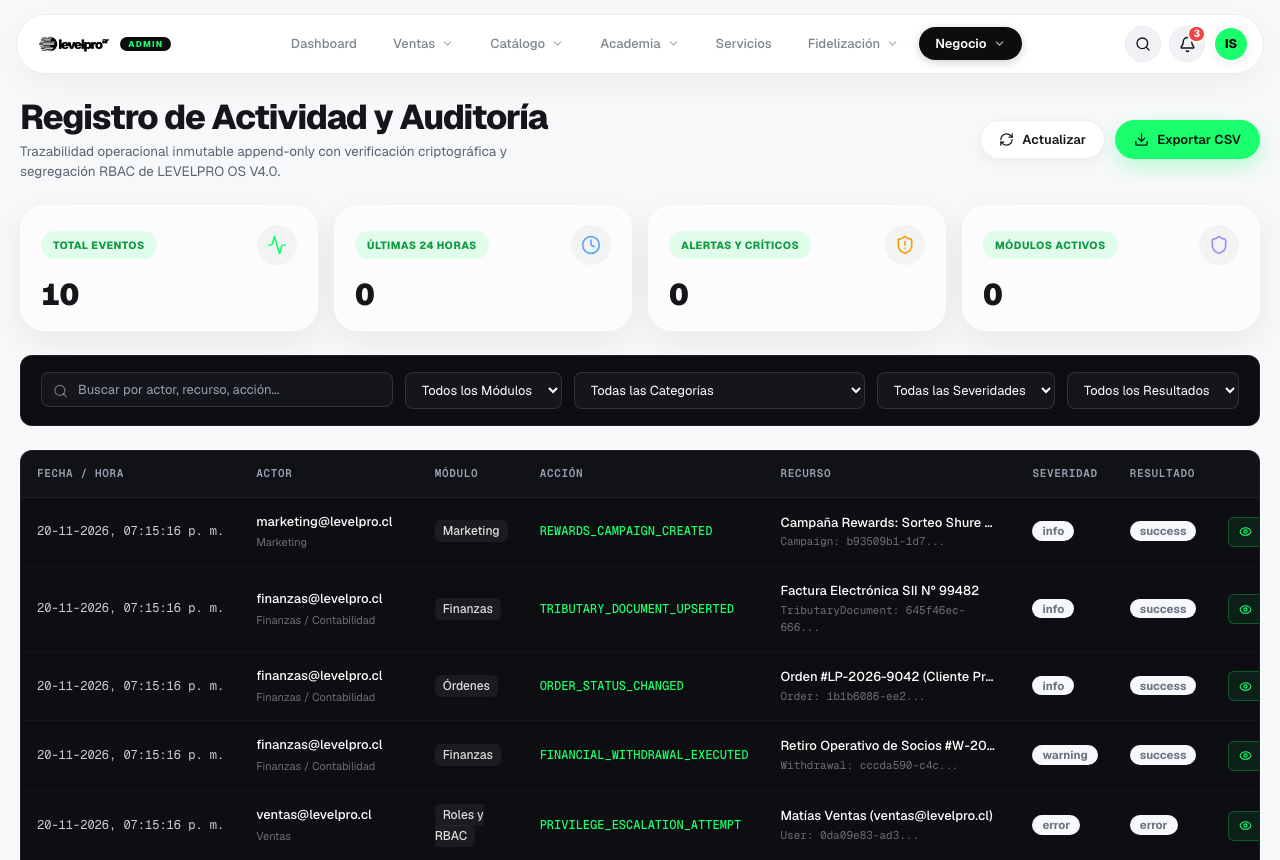 levelpro ADMIN Dashboard Ventas Catálogo Academia Servicios Fidelización Negocio 3 IS
Registro de Actividad y Auditoría
Trazabilidad operacional inmutable append-only con verificación criptográfica y
segregación RBAC de LEVELPRO OS V4.0.
Actualizar Exportar CSV
TOTAL EVENTOS ÚLTIMAS 24 HORAS ALERTAS Y CRÍTICOS MÓDULOS ACTIVOS
10 0 0 0
Buscar por actor, recurso, acción... Todos los Módulos Todas las Categorías Todas las Severidades Todos los Resultados
FECHA / HORA ACTOR MÓDULO ACCIÓN RECURSO SEVERIDAD RESULTADO
20-11-2026, 07:15:16 p. m. marketing@levelpro.cl Marketing REWARDS_CAMPAIGN_CREATED Campaña Rewards: Sorteo Shure ... info success
Marketing Campaign: b93509b1-1d7...
20-11-2026, 07:15:16 p. m. finanzas@levelpro.cl Finanzas TRIBUTARY_DOCUMENT_UPSERTED Factura Electrónica SII N° 99482 info success
Finanzas / Contabilidad TributaryDocument: 645f46ec-
666...
20-11-2026, 07:15:16 p. m. finanzas@levelpro.cl Órdenes ORDER_STATUS_CHANGED Orden #LP-2026-9042 (Cliente Pr... info success
Finanzas / Contabilidad Order: 1b1b6086-ee2...
20-11-2026, 07:15:16 p. m. finanzas@levelpro.cl Finanzas FINANCIAL_WITHDRAWAL_EXECUTED Retiro Operativo de Socios #W-20... warning success
Finanzas / Contabilidad Withdrawal: cccda590-c4c...
20-11-2026, 07:15:16 p. m. ventas@levelpro.cl Roles y PRIVILEGE_ESCALATION_ATTEMPT Matías Ventas (ventas@levelpro.cl) error error
Ventas RBAC User: 0da09e83-ad3...